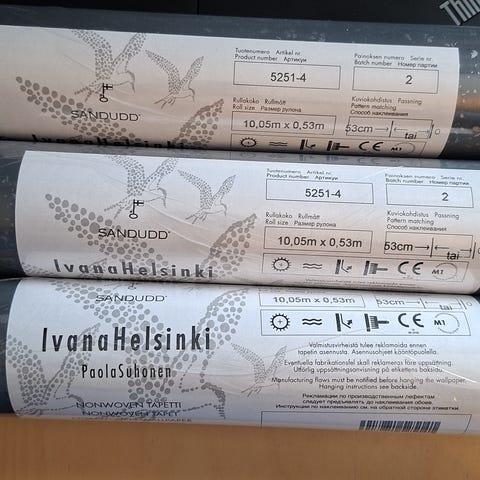 Thin
Tuotenumero Artikel nr.
Product number Артикул
5251-4
Painoksen numero Serie nr
Batch number Номер партии
2
Rullakoko Rullmått
Roll size Размер рулона
10,05m x 0,53m
Kuviokohdistus Passning
Pattern matching
Способ наклеивания
53cm
tai
SANDUDD
IvanaHelsinki
CE
M1
Tuotenumero Artikel nr.
Product number Артикул
5251-4
Painoksen numero Serie nr
Batch number Номер партии
2
Rullakoko Rullmått
Roll size Размер рулона
10,05m x 0,53m
Kuviokohdistus Passning
Pattern matching
Способ наклеивания
53cm
tai
SANDUDD
IvanaHelsinki
CE
M1
SANDUDD
10,05m x 0,53m
53cm
tai
IvanaHelsinki
PaolaSuhonen
CE
M1
Valmistusvirheistä tulee reklamoida ennen
tapetin asennusta. Asennusohjeet kääntöpuolella.
Eventuella fabrikationsfel skall reklameras före uppsättning.
Utförlig uppsättningsanvisning på etikettens baksida.
Manufacturing flaws must be notified before hanging the wallpaper.
Hanging instructions see backside.
Рекламации по производственным дефектам
следует предъявлять до наклеивания обоев.
Инструкции по наклеиванию см. на обратной стороне этикетки.
NONWOVEN TAPETTI
NONWOVEN TAPET